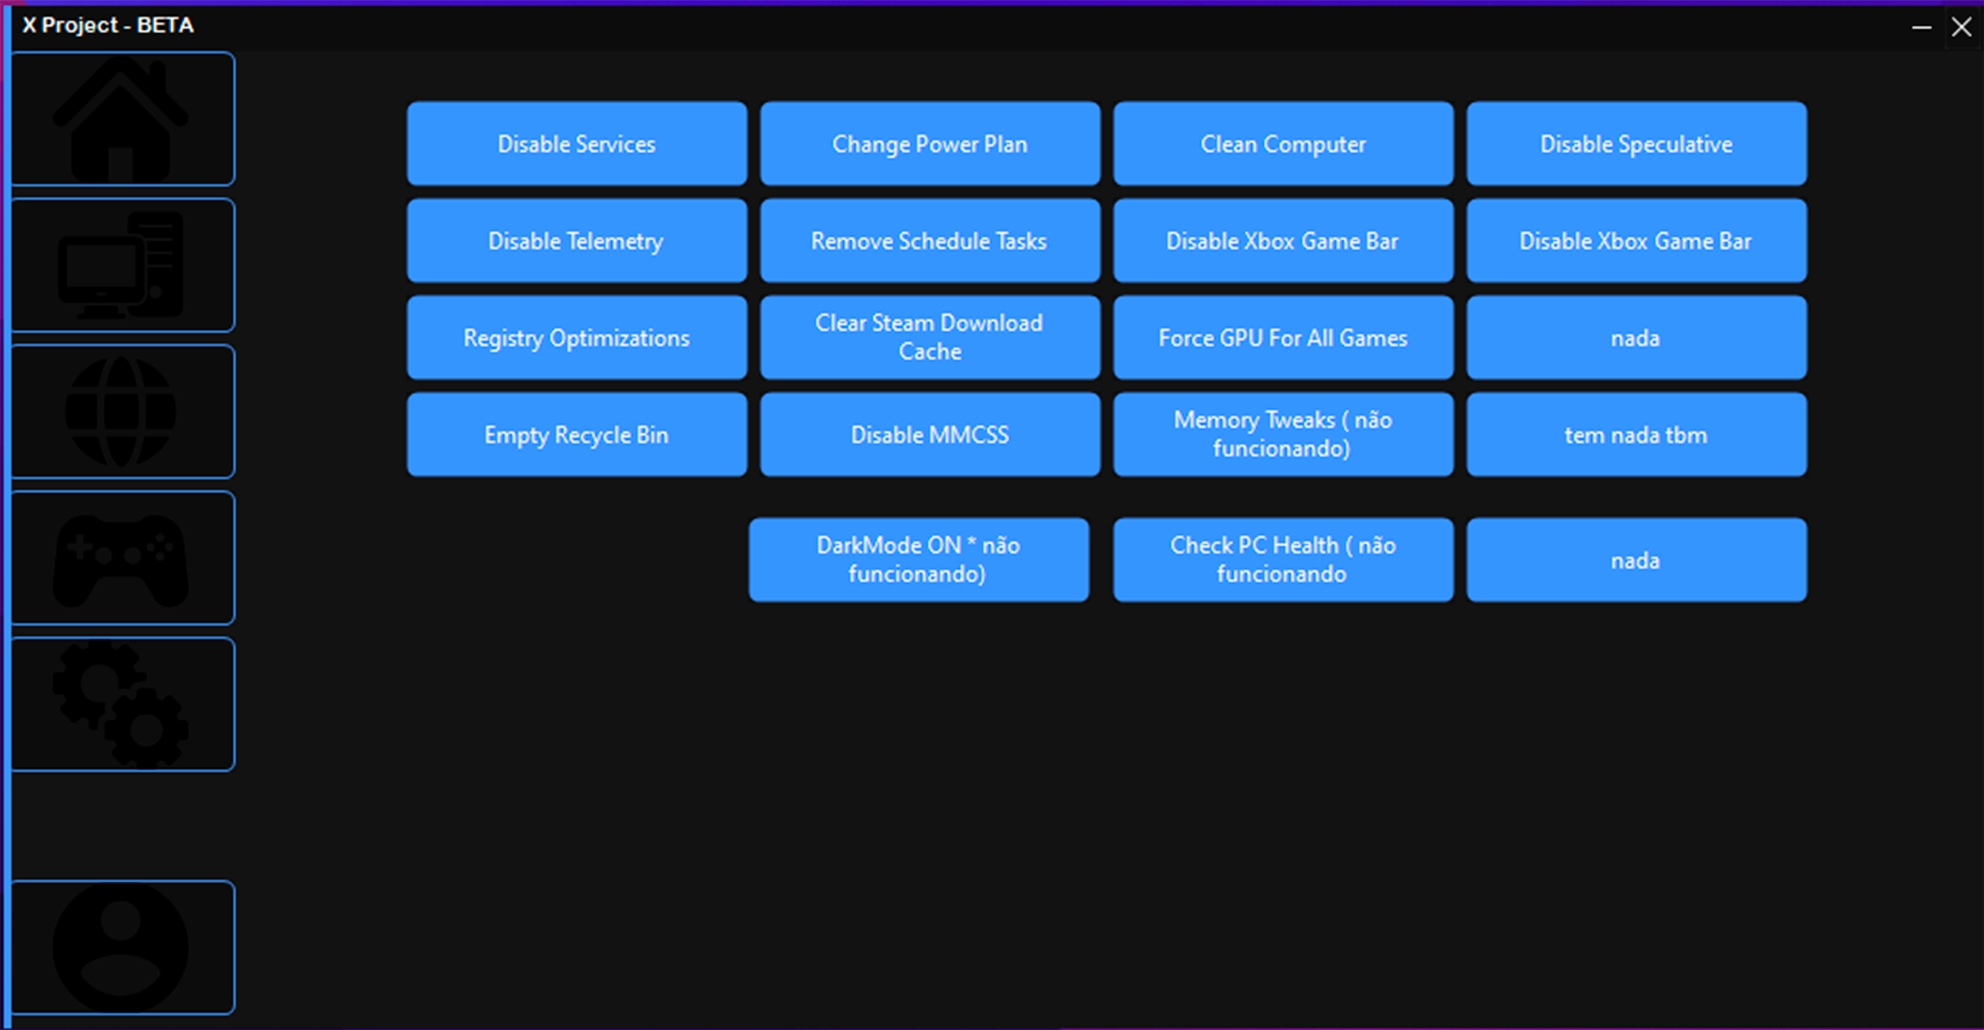 X Project - BETA
Disable Services
Change Power Plan
Clean Computer
Disable Speculative
Disable Telemetry
Remove Schedule Tasks
Disable Xbox Game Bar
Disable Xbox Game Bar
Registry Optimizations
Clear Steam Download
Cache
Force GPU For All Games
nada
Empty Recycle Bin
Disable MMCSS
Memory Tweaks ( não
funcionando)
tem nada tbm
DarkMode ON * não
funcionando)
Check PC Health ( não
funcionando
nada